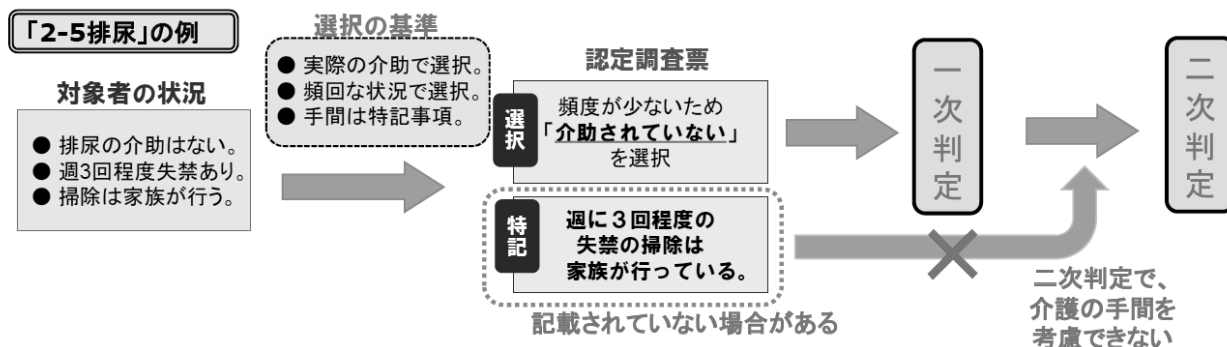 「2-5排尿」の例
対象者の状況
● 排尿の介助はない。
● 週3回程度失禁あり。
● 掃除は家族が行う。
選択の基準
● 実際の介助で選択。
● 頻回な状況で選択。
● 手間は特記事項。
認定調査票
選択
頻度が少ないため
「介助されていない」
を選択
特記
週に３回程度の
失禁の掃除は
家族が行っている。
記載されていない場合がある
一次判定
二次判定
二次判定で、
介護の手間を
考慮できない